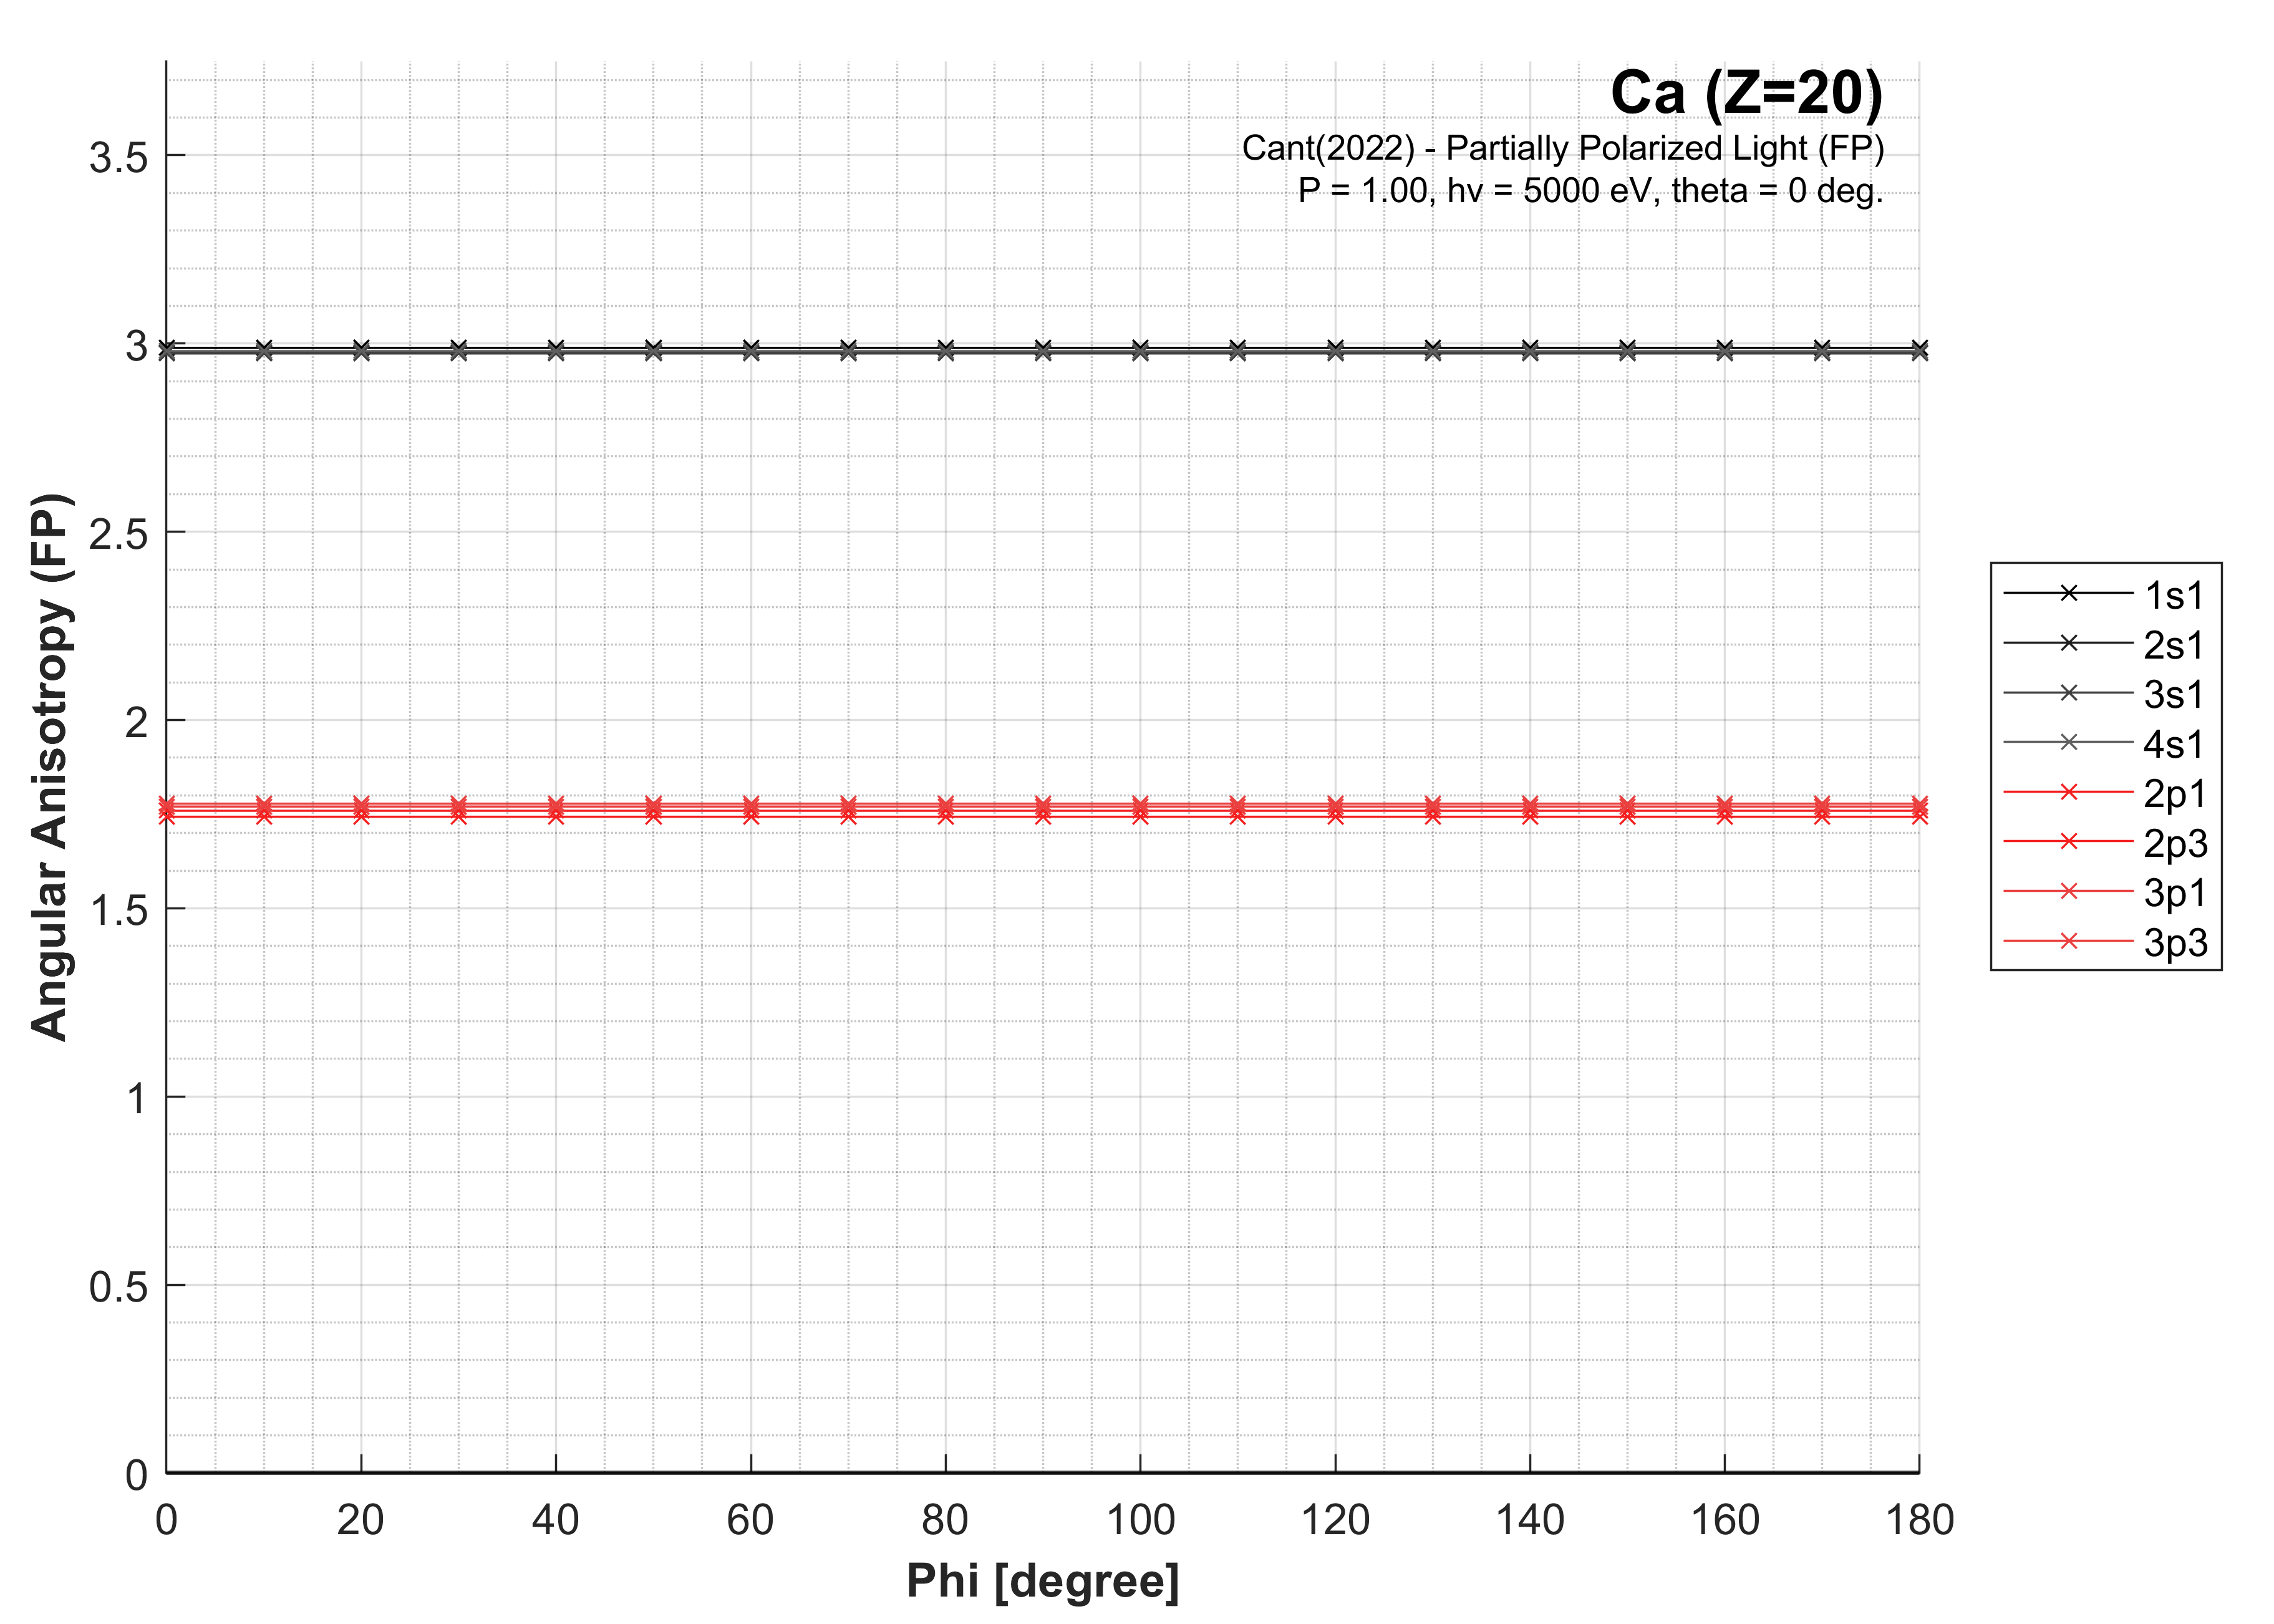 Ca (Z=20)
Cant(2022) - Partially Polarized Light (FP)
P = 1.00, hv = 5000 eV, theta = 0 deg.
Angular Anisotropy (FP)
3.5
3
2.5
2
1.5
1
0.5
0
0 20 40 60 80 100 120 140 160 180
Phi [degree]
1s1
2s1
3s1
4s1
2p1
2p3
3p1
3p3